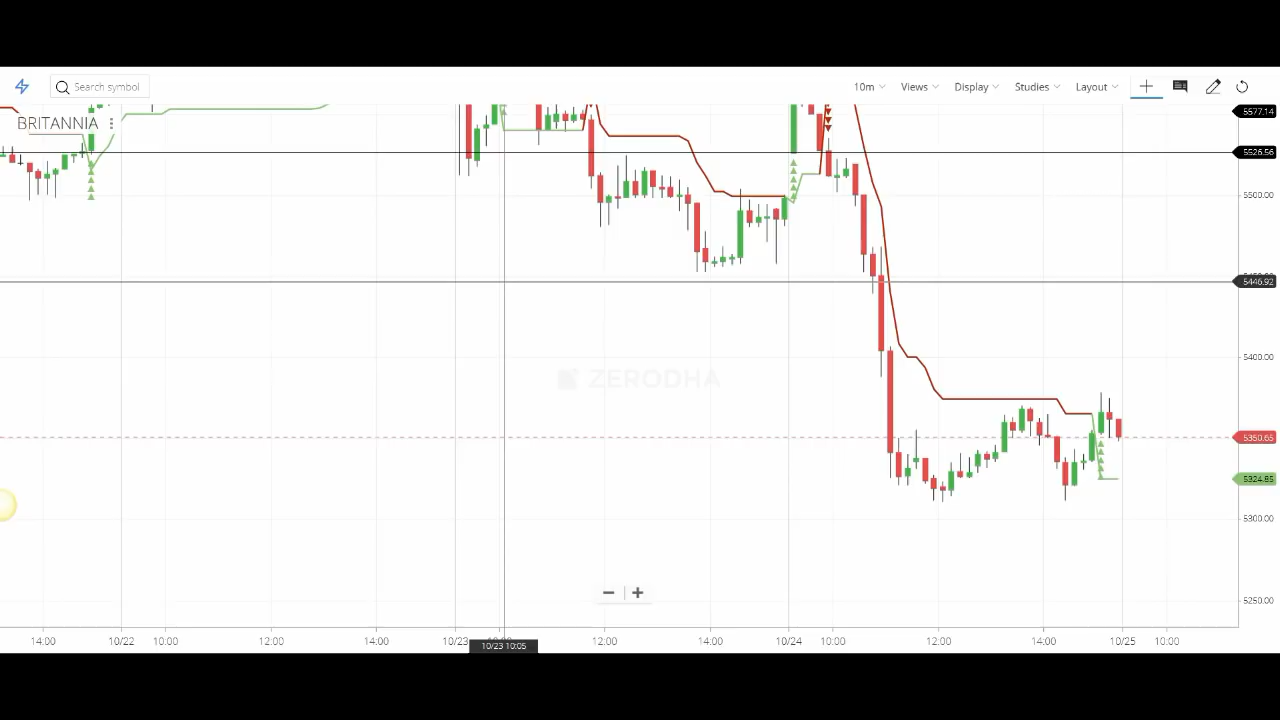 Search symbol
10m Views Display Studies Layout
BRITANNIA
5577.14
5526.56
5500.00
5446.92
5400.00
ZERODHA
5350.65
5324.85
5300.00
5250.00
14:00 10/22 10:00 12:00 14:00 10/23 12:00 14:00 10/24 10:00 12:00 14:00 10/25 10:00
10/23 10:05